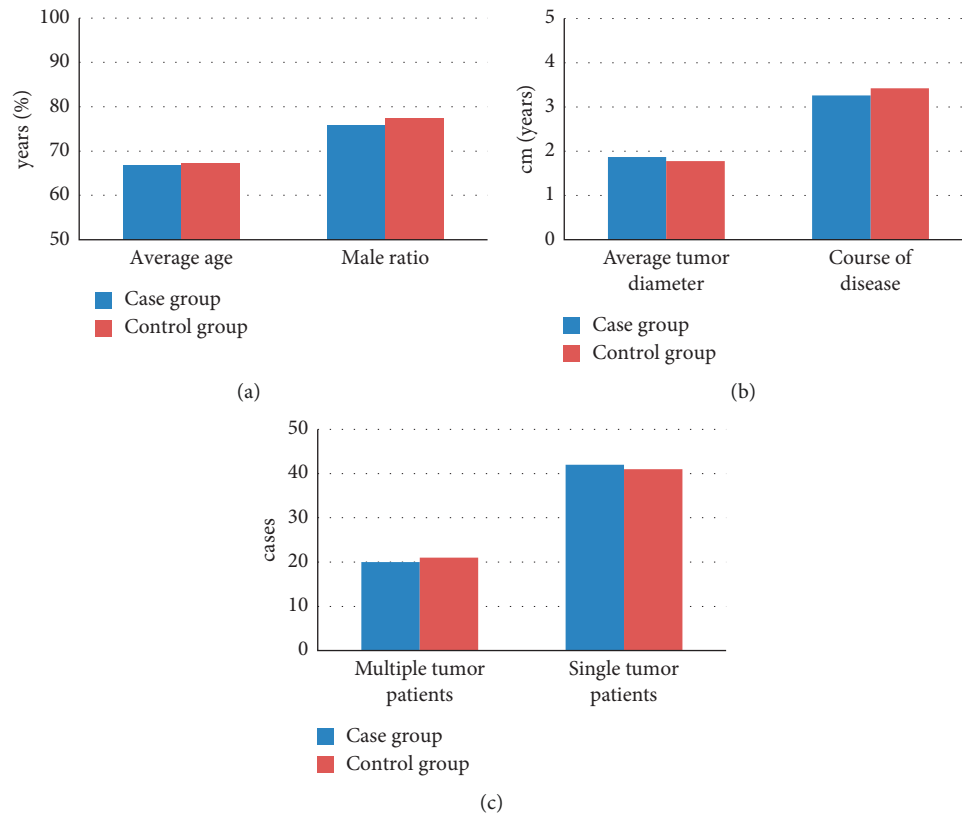 100
90
80
70
60
50
years (%)
Average age
Male ratio
Case group
Control group
(a)
5
4
3
2
1
0
cm (years)
Average tumor
diameter
Course of
disease
Case group
Control group
(b)
50
40
30
20
10
0
cases
Multiple tumor
patients
Single tumor
patients
Case group
Control group
(c)